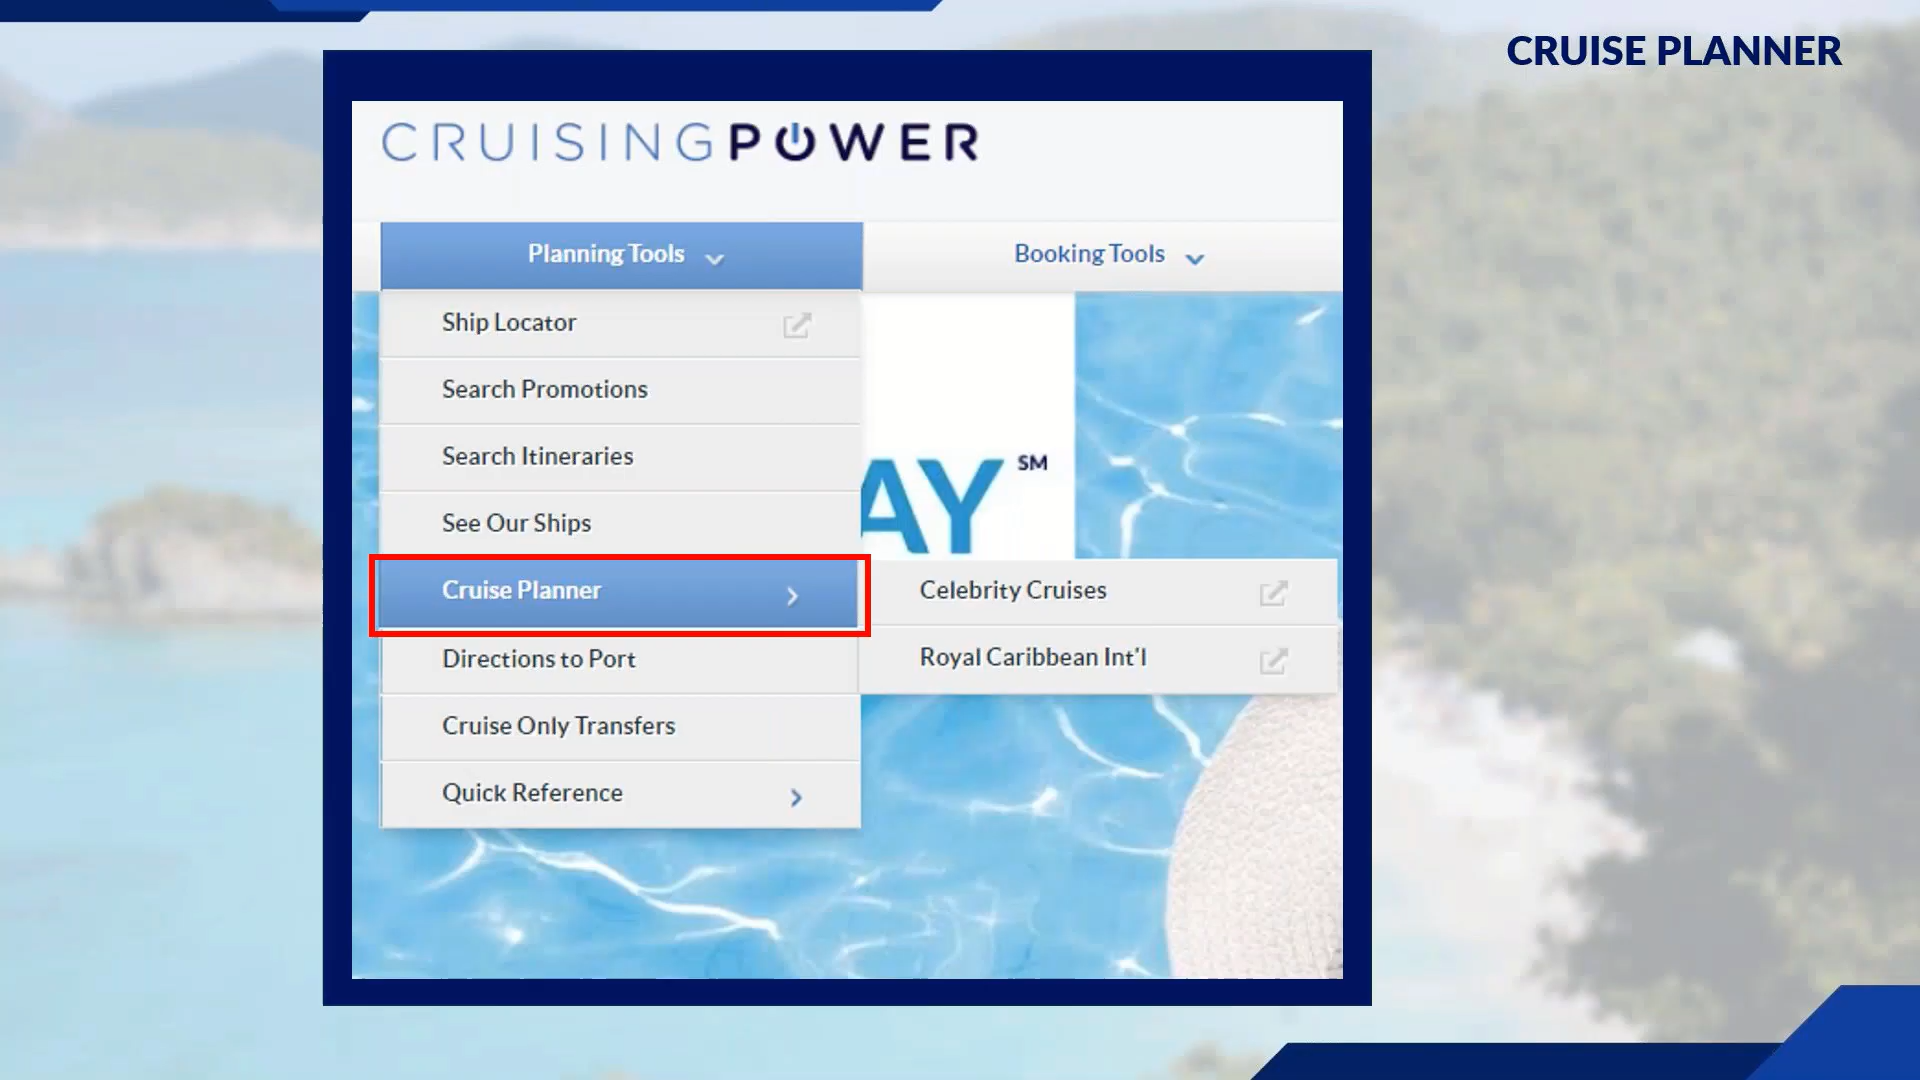 CRUISE PLANNER
CRUISINGPOWER
Planning Tools
Booking Tools
Ship Locator
Search Promotions
Search Itineraries
See Our Ships
AY SM
Cruise Planner
Celebrity Cruises
Directions to Port
Royal Caribbean Int'l
Cruise Only Transfers
Quick Reference